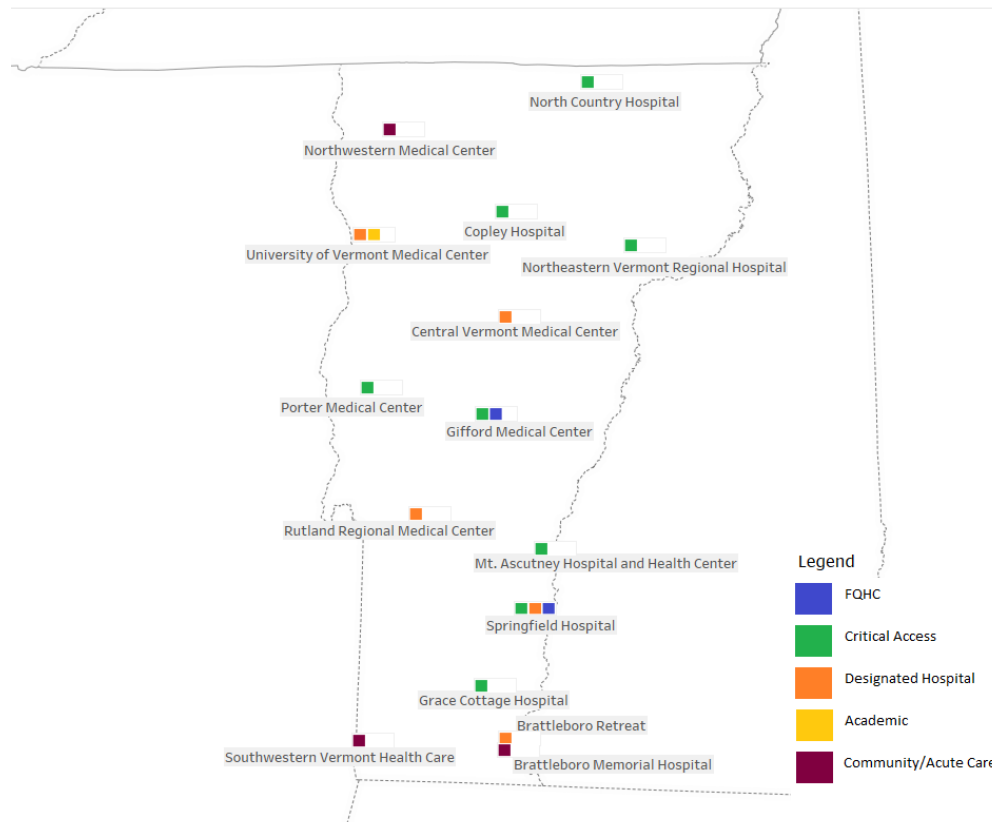 North Country Hospital
Northwestern Medical Center
Copley Hospital
University of Vermont Medical Center
Northeastern Vermont Regional Hospital
Central Vermont Medical Center
Porter Medical Center
Gifford Medical Center
Rutland Regional Medical Center
Mt. Ascutney Hospital and Health Center
Springfield Hospital
Grace Cottage Hospital
Brattleboro Retreat
Southwestern Vermont Health Care
Brattleboro Memorial Hospital
Legend
FQHC
Critical Access
Designated Hospital
Academic
Community/Acute Care